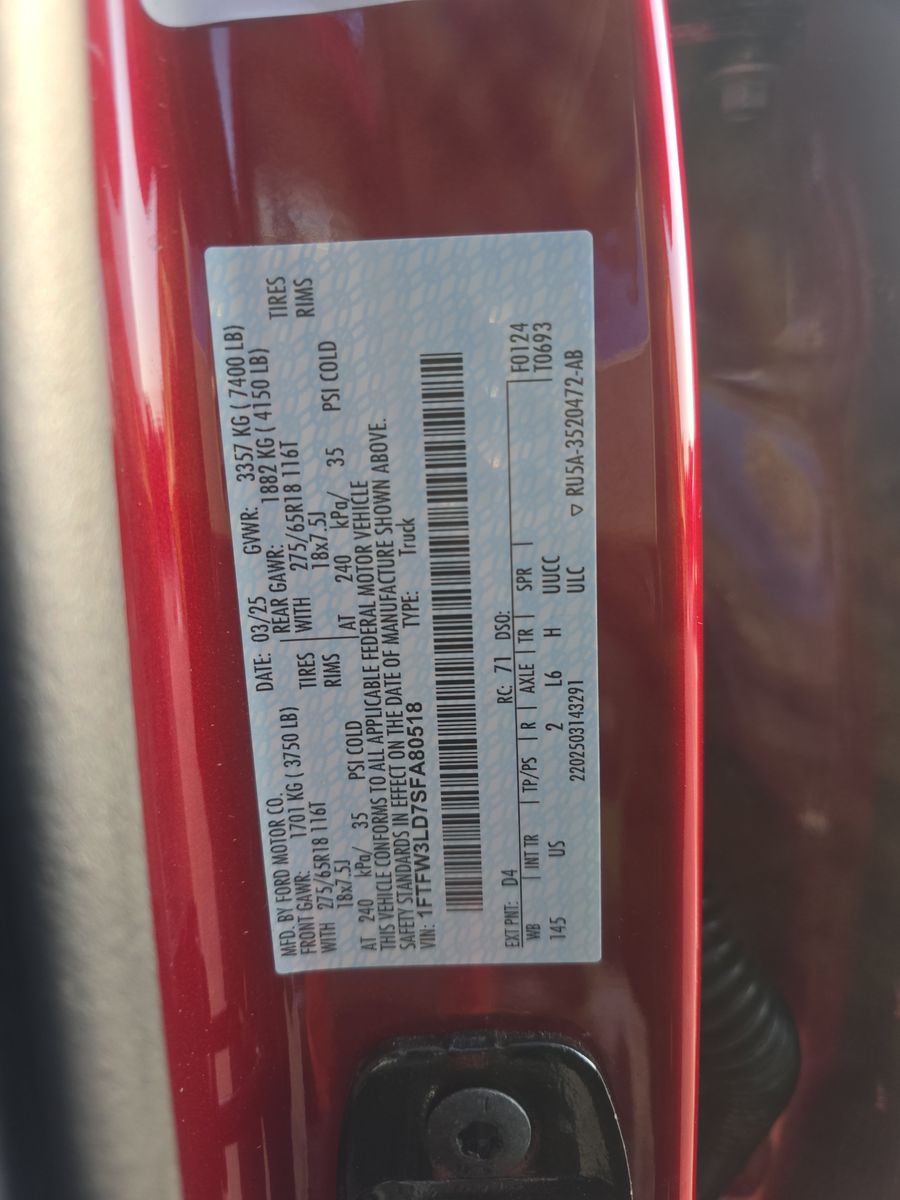 MFD. BY FORD MOTOR CO.
DATE: 03/25 GVWR: 3357 KG ( 7400 LB)
FRONT GAWR: 1701 KG ( 3750 LB) REAR GAWR: 1882 KG ( 4150 LB)
WITH 275/65R18 116T TIRES WITH 275/65R18 116T TIRES
18x7.5J RIMS 18x7.5J RIMS
AT 240 kPa/ 35 PSI COLD AT 240 kPa/ 35 PSI COLD
THIS VEHICLE CONFORMS TO ALL APPLICABLE FEDERAL MOTOR VEHICLE
SAFETY STANDARDS IN EFFECT ON THE DATE OF MANUFACTURE SHOWN ABOVE.
VIN: 1FTFW3LD7SFA80518 TYPE: Truck
EXT PNT: D4 RC: 71 DSO: F0124
WB INT TR TP/PS R AXLE TR SPR T0693
145 US 2 L6 H UUCC
220250314329​1 ULC ▽ RU5A-3520472-AB